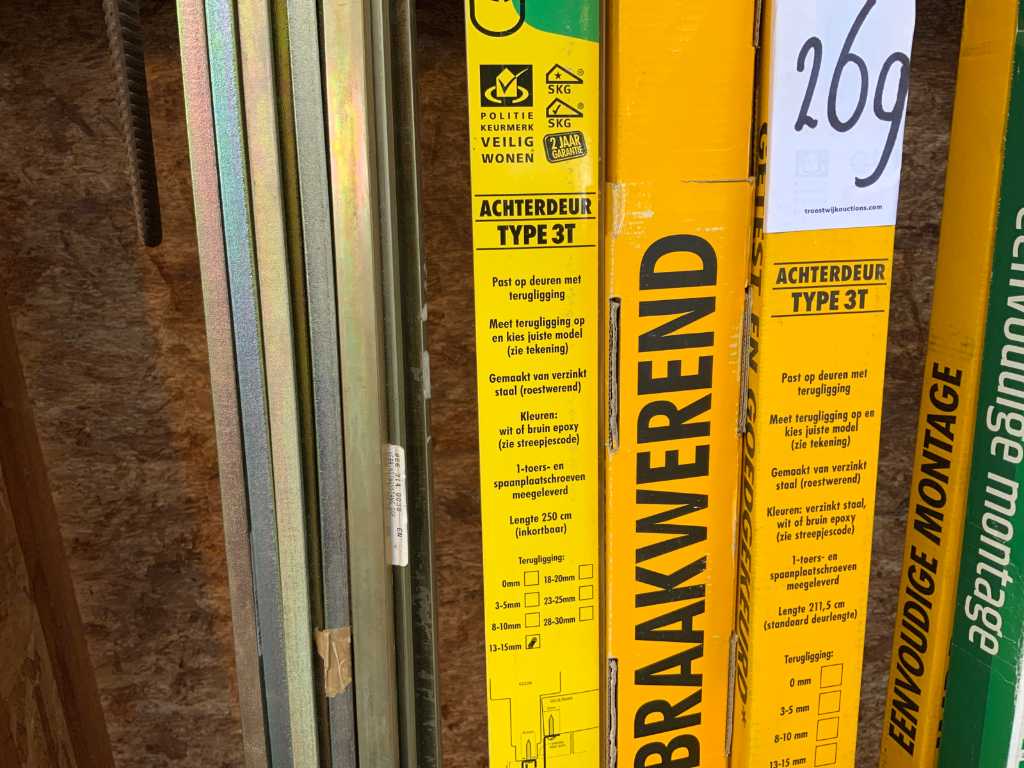 POLITIE
KEURMERK
VEILIG
WONEN
SKG
SKG
2 JAAR
GARANTIE
ACHTERDEUR
TYPE 3T
Past op deuren met
terugligging
Meet terugligging op
en kies juiste model
(zie tekening)
Gemaakt van verzinkt
staal (roestwerend)
Kleuren:
wit of bruin epoxy
(zie streepjescode)
1-toers- en
spaanplaatschroeven
meegeleverd
Lengte 250 cm
(inkortbaar)
Terugligging:
0mm 18-20mm
3-5mm 23-25mm
8-10mm 28-30mm
13-15mm
BRAAKWEREND
GETEST EN GOEDGEKEURD
269
troostwijkauctions.com
ACHTERDEUR
TYPE 3T
Past op deuren met
terugligging
Meet terugligging op en
kies juiste model
(zie tekening)
Gemaakt van verzinkt
staal (roestwerend)
Kleuren: verzinkt staal,
wit of bruin epoxy
(zie streepjescode)
1-toers- en
spaanplaatschroeven
meegeleverd
Lengte 211,5 cm
(standaard deurlengte)
Terugligging:
0 mm
3-5 mm
8-10 mm
13-15 mm
EENVOUDIGE MONTAGE
eenvoudige montage